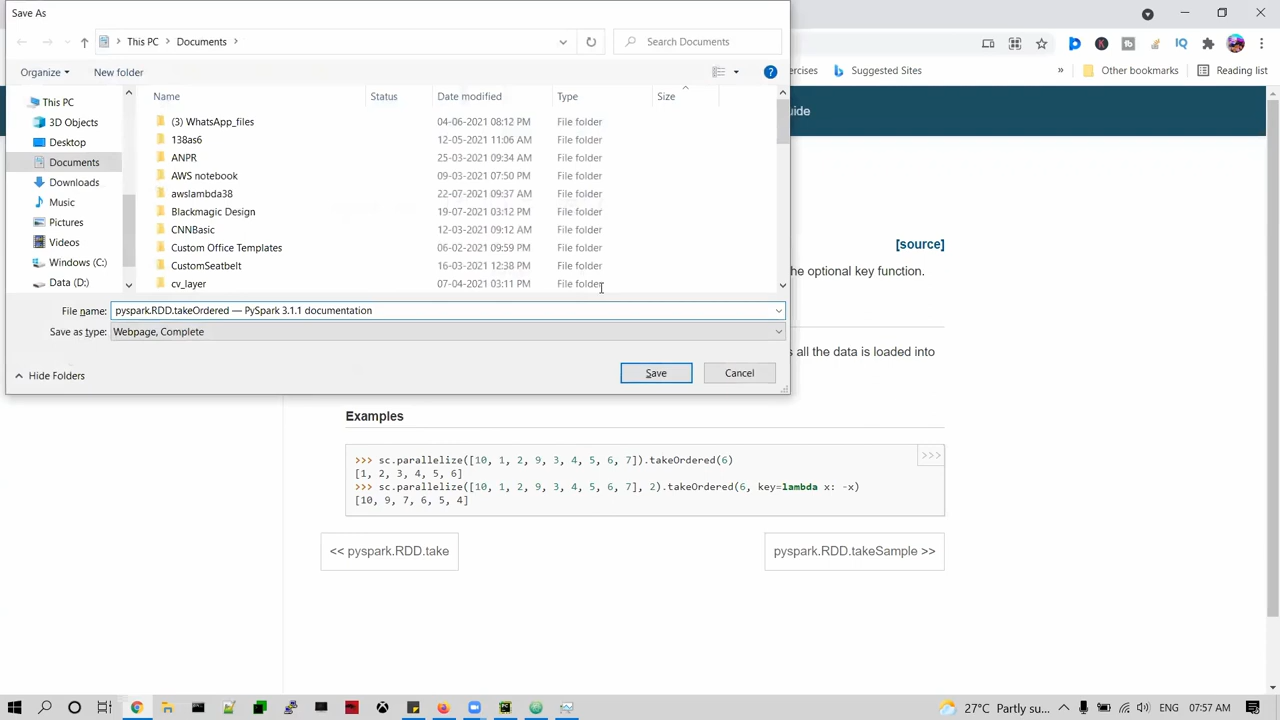 Save As
This PC
Documents
Search Documents
Organize
New folder
Name
Status
Date modified
Type
Size
This PC
3D Objects
Desktop
Documents
Downloads
Music
Pictures
Videos
Windows (C:)
Data (D:)
(3) WhatsApp_files 04-06-2021 08:12 PM File folder
138as6 12-05-2021 11:06 AM File folder
ANPR 25-03-2021 09:34 AM File folder
AWS notebook 09-03-2021 07:50 PM File folder
awslambda38 22-07-2021 09:37 AM File folder
Blackmagic Design 19-07-2021 03:12 PM File folder
CNNBasic 12-03-2021 09:12 AM File folder
Custom Office Templates 06-02-2021 09:59 PM File folder
CustomSeatbelt 16-03-2021 12:38 PM File folder
cv_layer 07-04-2021 03:11 PM File folder
File name: pyspark.RDD.takeOrdered — PySpark 3.1.1 documentation
Save as type: Webpage, Complete
Hide Folders
Save
Cancel
ercises
Suggested Sites
»
Other bookmarks
Reading list
uide
[source]
he optional key function.
s all the data is loaded into
Examples
>>>
>>> sc.parallelize([10, 1, 2, 9, 3, 4, 5, 6, 7]).takeOrdered(6)
[1, 2, 3, 4, 5, 6]
>>> sc.parallelize([10, 1, 2, 9, 3, 4, 5, 6, 7], 2).takeOrdered(6, key=lambda x: -x)
[10, 9, 7, 6, 5, 4]
<< pyspark.RDD.take
pyspark.RDD.takeSample >>
27°C Partly su...
07:57 AM